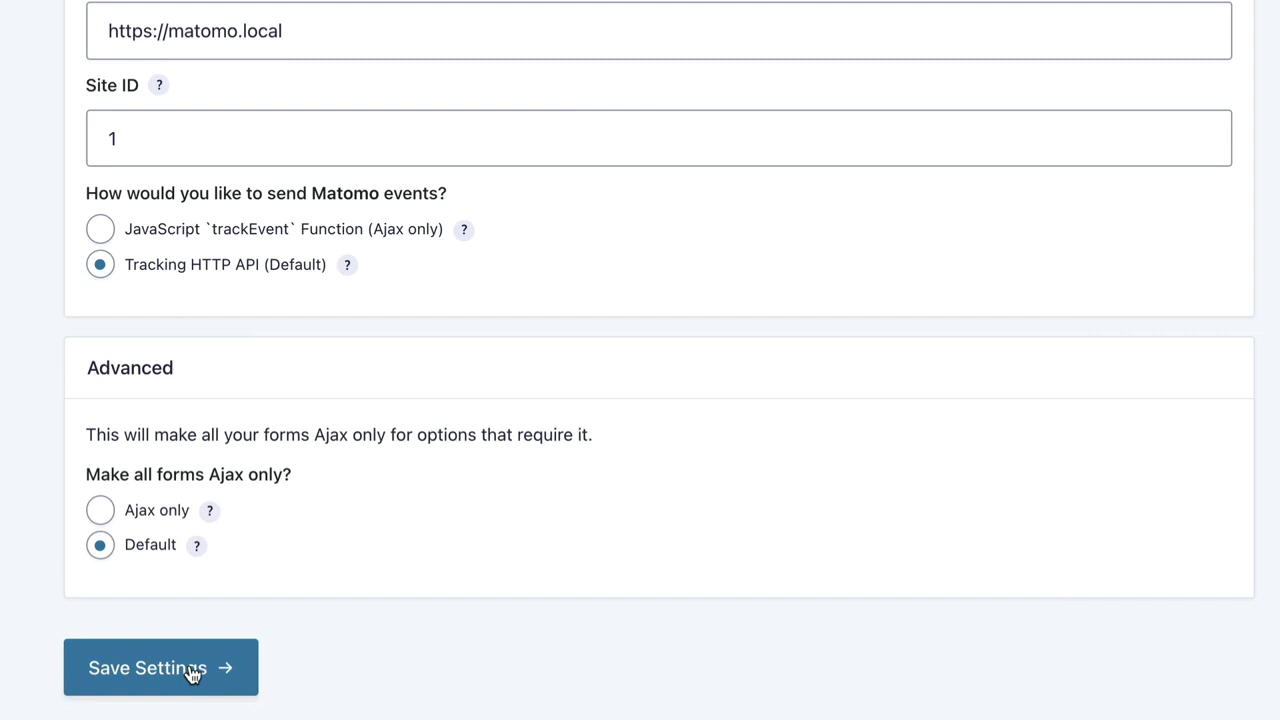 https://matomo.local
Site ID ?
1
How would you like to send Matomo events?
JavaScript `trackEvent` Function (Ajax only) ?
Tracking HTTP API (Default) ?
Advanced
This will make all your forms Ajax only for options that require it.
Make all forms Ajax only?
Ajax only ?
Default ?
Save Settings →